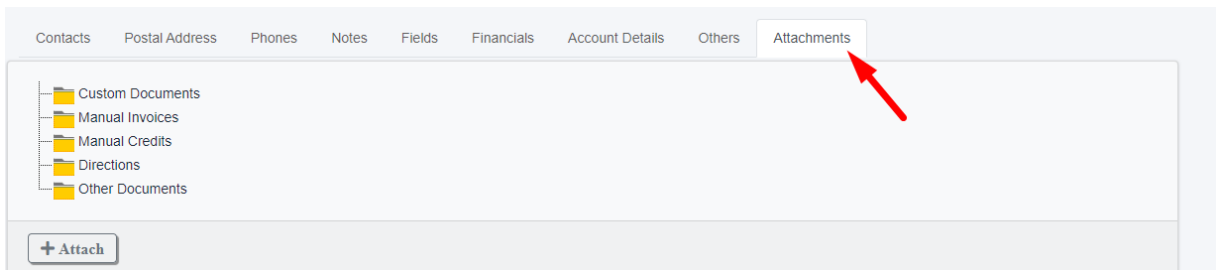 Contacts Postal Address Phones Notes Fields Financials Account Details Others Attachments
Custom Documents
Manual Invoices
Manual Credits
Directions
Other Documents
+ Attach